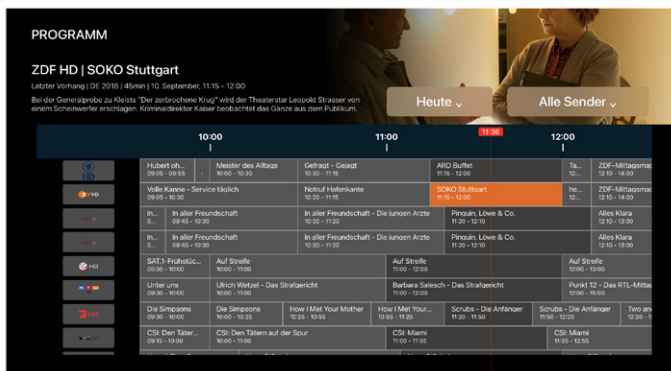 PROGRAMM
ZDF HD | SOKO Stuttgart
Letzter Vorhang | DE 2018 | 45min | 10. September, 11:15 - 12:00
Bei der Generalprobe zu Kleists "Der zerbrochene Krug" wird der Theaterstar Leopold Strasser von
einem Scheinwerfer erschlagen. Kriminaldirektor Kaiser beobachtet das Ganze aus dem Publikum.
Heute
Alle Sender
10:00 11:00 11:36 12:00
Hubert oh... Meister des Alltags Gefragt - Gejagt ARD Buffet Ta... ZDF-Mittagsmag
09:05 - 09:55 10:00 - 10:30 10:30 - 11:15 11:15 - 12:00 12:10 - 14:00
HD
Volle Kanne - Service täglich Notruf Hafenkante SOKO Stuttgart he... ZDF-Mittagsmag
09:05 - 10:30 10:30 - 11:15 11:15 - 12:00 12:... 12:10 - 14:00
In... In aller Freundschaft In aller Freundschaft - Die jungen Ärzte Pinguin, Löwe & Co. Alles Klara
0... 09:45 - 10:30 10:30 - 11:20 11:20 - 12:10 12:10 - 13:00
In... In aller Freundschaft In aller Freundschaft - Die jungen Ärzte Pinguin, Löwe & Co. Alles Klara
0... 09:45 - 10:30 10:30 - 11:20 11:20 - 12:10 12:10 - 13:00
HD
SAT.1-Frühstüc... Auf Streife Auf Streife Auf Streife
10:00 - 11:00 11:00 - 12:00 12:00 - 13:00
Unter uns Ulrich Wetzel - Das Strafgericht Barbara Salesch - Das Strafgericht Punkt 12 - Das RTL-Mittag
09:30 - 10:00 10:00 - 11:00 11:00 - 12:00 12:00 - 15:00
Die Simpsons Die Simpsons How I Met Your Mother How I Met Your... Scrubs - Die Anfänger Scrubs - Die Anfänger Two an
09:30 - 10:00 10:00 - 10:25 10:25 - 10:55 10:55 - 11:20 11:20 - 11:50 11:50 - 12:20 12:20 - 1
CSI: Den Täter... CSI: Den Tätern auf der Spur CSI: Miami CSI: Miami
09:15 - 10:00 10:00 - 11:00 11:00 - 11:55 11:55 - 12:55